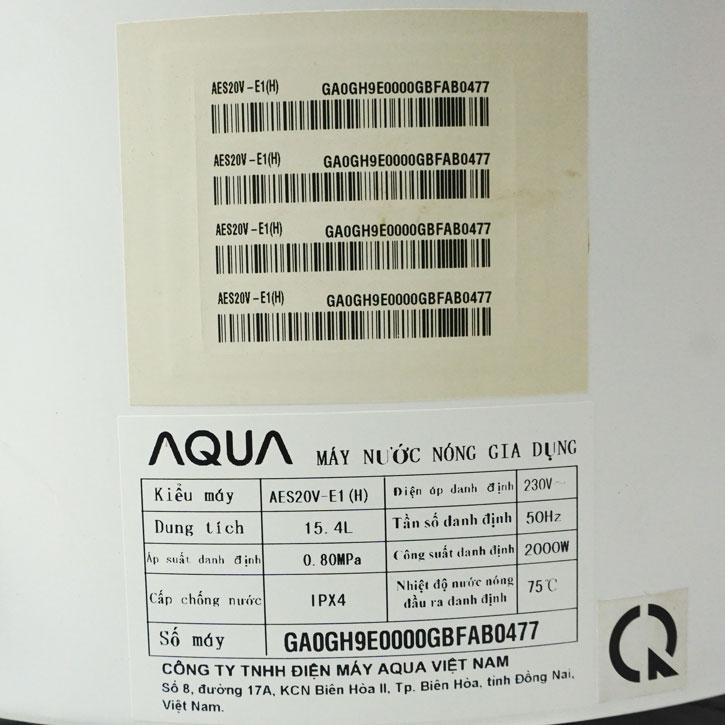 AES20V-E1(H) GA0GH9E0000GBFAB0477
AES20V-E1(H) GA0GH9E0000GBFAB0477
AES20V-E1(H) GA0GH9E0000GBFAB0477
AES20V-E1(H) GA0GH9E0000GBFAB0477
AQUA MÁY NƯỚC NÓNG GIA DỤNG
Kiểu máy AES20V-E1(H) Điện áp danh định 230V~
Dung tích 15.4L Tần số danh định 50Hz
Áp suất danh định 0.80MPa Công suất danh định 2000W
Cấp chống nước IPX4 Nhiệt độ nước nóng đầu ra danh định 75℃
Số máy GA0GH9E0000GBFAB0477
CÔNG TY TNHH ĐIỆN MÁY AQUA VIỆT NAM
Số 8, đường 17A, KCN Biên Hòa II, Tp. Biên Hòa, tỉnh Đồng Nai,
Việt Nam.